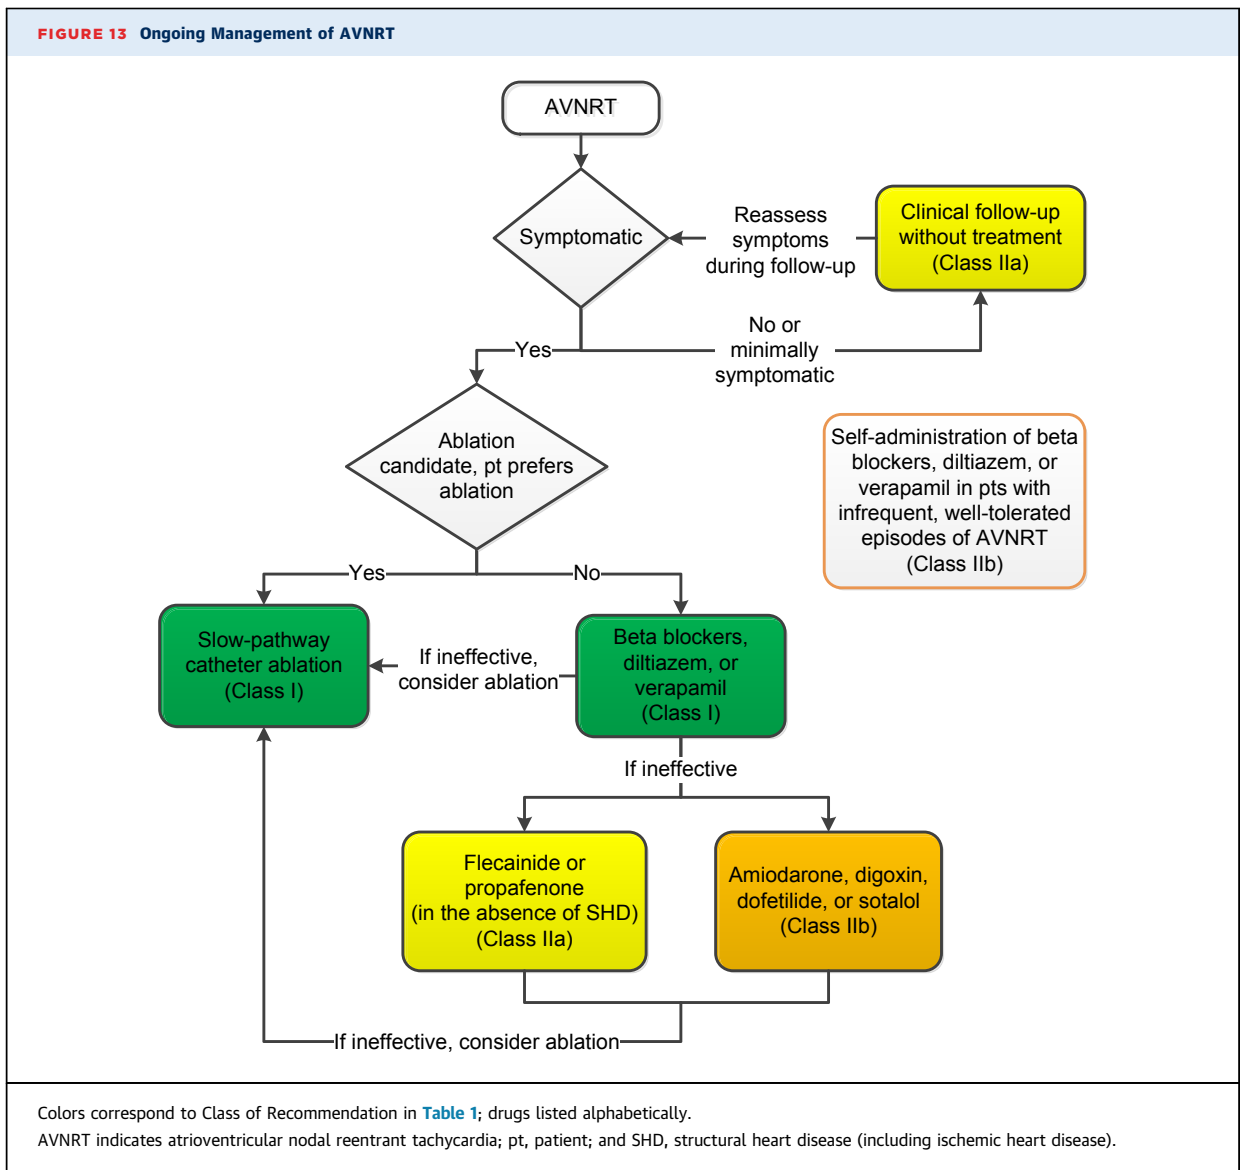 FIGURE 13 Ongoing Management of AVNRT
AVNRT
Symptomatic
Reassess
symptoms
during follow-up
Clinical follow-up
without treatment
(Class IIa)
Yes
No or
minimally
symptomatic
Ablation
candidate, pt prefers
ablation
Self-administration of beta
blockers, diltiazem, or
verapamil in pts with
infrequent, well-tolerated
episodes of AVNRT
(Class IIb)
Yes
No
Slow-pathway
catheter ablation
(Class I)
If ineffective,
consider ablation
Beta blockers,
diltiazem, or
verapamil
(Class I)
If ineffective
Flecainide or
propafenone
(in the absence of SHD)
(Class IIa)
Amiodarone, digoxin,
dofetilide, or sotalol
(Class IIb)
If ineffective, consider ablation
Colors correspond to Class of Recommendation in Table 1; drugs listed alphabetically.
AVNRT indicates atrioventricular nodal reentrant tachycardia; pt, patient; and SHD, structural heart disease (including ischemic heart disease).